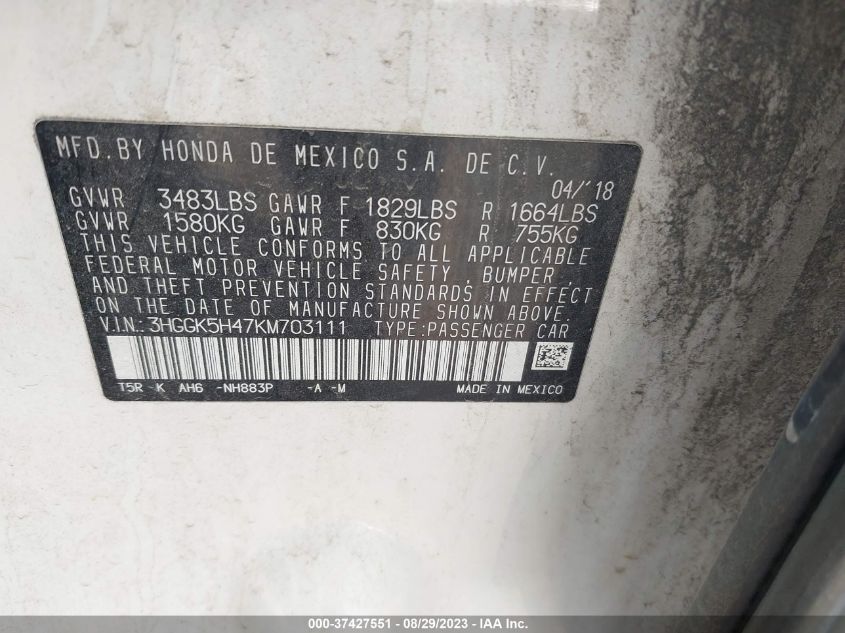 MFD. BY HONDA DE MEXICO S.A. DE C.V.
04/'18
GVWR 3483LBS GAWR F 1829LBS R 1664LBS
GVWR 1580KG GAWR F 830KG R 755KG
THIS VEHICLE CONFORMS TO ALL APPLICABLE
FEDERAL MOTOR VEHICLE SAFETY, BUMPER,
AND THEFT PREVENTION STANDARDS IN EFFECT
ON THE DATE OF MANUFACTURE SHOWN ABOVE.
V.I.N.: 3HGGK5H47KM703111 TYPE:PASSENGER CAR
T5R -K AH6 -NH883P -A -M MADE IN MEXICO
000-37427551 / 08/29/2023 / IAA Inc.